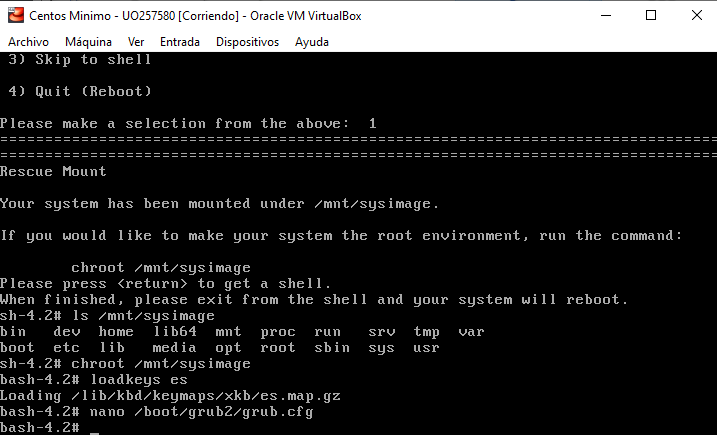 Centos Minimo - UO257580 [Corriendo] - Oracle VM VirtualBox
Archivo Máquina Ver Entrada Dispositivos Ayuda
3) Skip to shell
4) Quit (Reboot)
Please make a selection from the above:  1
================================================================================
================================================================================
Rescue Mount
Your system has been mounted under /mnt/sysimage.
If you would like to make your system the root environment, run the command:
chroot /mnt/sysimage
Please press <return> to get a shell.
When finished, please exit from the shell and your system will reboot.
sh-4.2# ls /mnt/sysimage
bin   dev  home  lib64  mnt  proc  run   srv  tmp  var
boot  etc  lib   media  opt  root  sbin  sys  usr
sh-4.2# chroot /mnt/sysimage
bash-4.2# loadkeys es
Loading /lib/kbd/keymaps/xkb/es.map.gz
bash-4.2# nano /boot/grub2/grub.cfg
bash-4.2# _